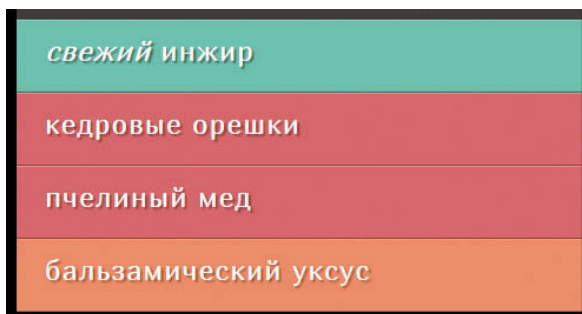 свежий инжир
кедровые орешки
пчелиный мед
бальзамический уксус